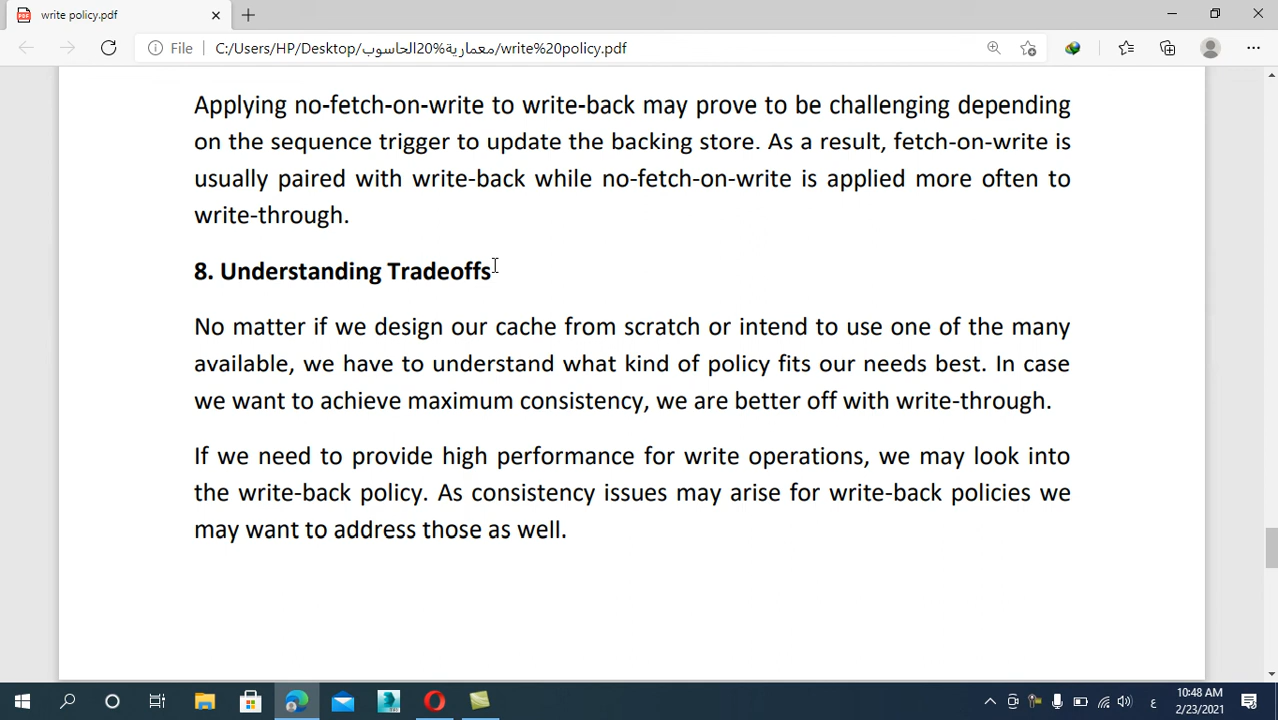 write policy.pdf
File C:/Users/HP/Desktop/معمارية%20الحاسوب/write%20policy.pdf
Applying no-fetch-on-write to write-back may prove to be challenging depending
on the sequence trigger to update the backing store. As a result, fetch-on-write is
usually paired with write-back while no-fetch-on-write is applied more often to
write-through.
8. Understanding Tradeoffs
No matter if we design our cache from scratch or intend to use one of the many
available, we have to understand what kind of policy fits our needs best. In case
we want to achieve maximum consistency, we are better off with write-through.
If we need to provide high performance for write operations, we may look into
the write-back policy. As consistency issues may arise for write-back policies we
may want to address those as well.
ع
10:48 AM
2/23/2021